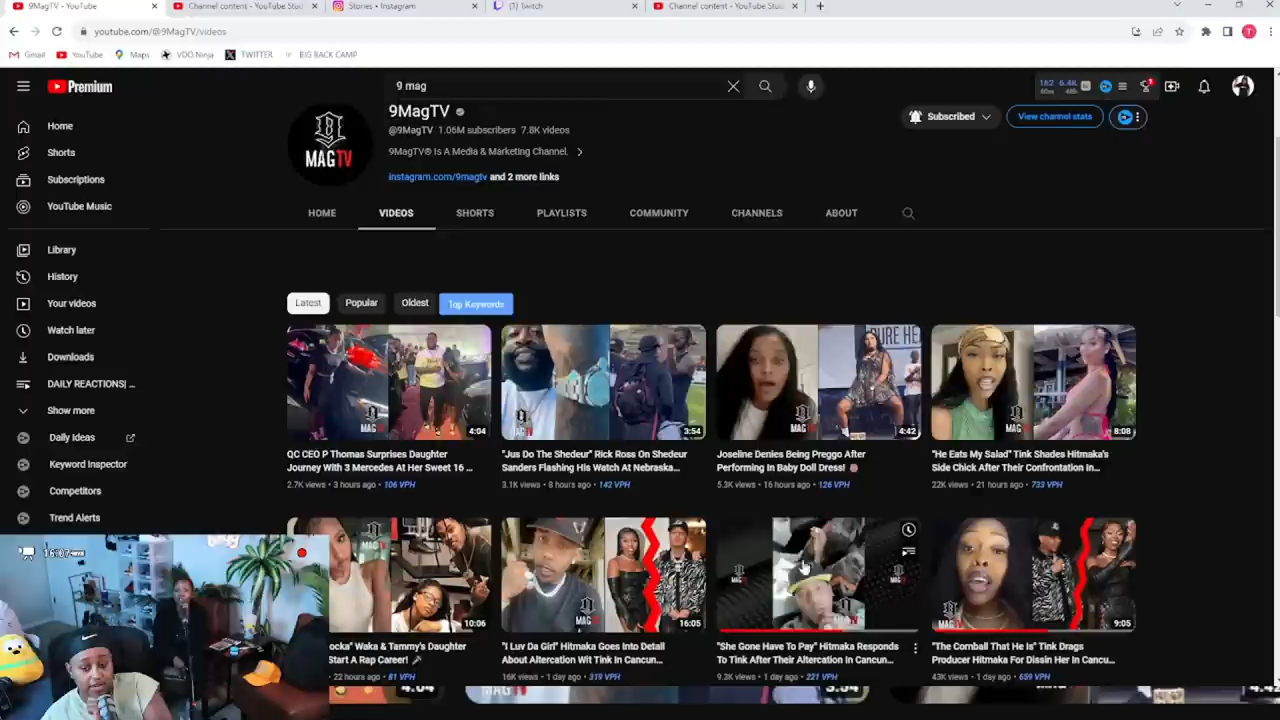 9MagTV - YouTube
Channel content - YouTube Stud
Stories • Instagram
(1) Twitch
Channel content - YouTube Stud
youtube.com/@9MagTV/videos
Gmail
YouTube
Maps
VDO.Ninja
TWITTER
BIG BACK CAMP
Premium
9 mag
182 6.4K
60m 48h
9MagTV
@9MagTV 1.06M subscribers 7.8K videos
9MagTV® Is A Media & Marketing Channel.
instagram.com/9magtv and 2 more links
Subscribed
View channel stats
MAGTV
Home
Shorts
Subscriptions
YouTube Music
Library
History
Your videos
Watch later
Downloads
DAILY REACTIONS| ...
Show more
Daily Ideas
Keyword Inspector
Competitors
Trend Alerts
HOME
VIDEOS
SHORTS
PLAYLISTS
COMMUNITY
CHANNELS
ABOUT
Latest
Popular
Oldest
Top Keywords
PURE HE
4:04
3:54
4:42
8:08
QC CEO P Thomas Surprises Daughter
Journey With 3 Mercedes At Her Sweet 16 ...
2.7K views • 3 hours ago • 106 VPH
"Jus Do The Shedeur" Rick Ross On Shedeur
Sanders Flashing His Watch At Nebraska...
3.1K views • 8 hours ago • 142 VPH
Joseline Denies Being Preggo After
Performing In Baby Doll Dress!
5.3K views • 16 hours ago • 126 VPH
"He Eats My Salad" Tink Shades Hitmaka's
Side Chick After Their Confrontation In...
22K views • 21 hours ago • 733 VPH
10:06
16:05
9:05
ocka" Waka & Tammy's Daughter
Start A Rap Career!
22 hours ago • 81 VPH
"I Luv Da Girl" Hitmaka Goes Into Detail
About Altercation Wit Tink In Cancun...
16K views • 1 day ago • 319 VPH
"She Gone Have To Pay" Hitmaka Responds
To Tink After Their Altercation In Cancun...
9.3K views • 1 day ago • 221 VPH
"The Cornball That He Is" Tink Drags
Producer Hitmaka For Dissin Her In Cancu...
43K views • 1 day ago • 659 VPH